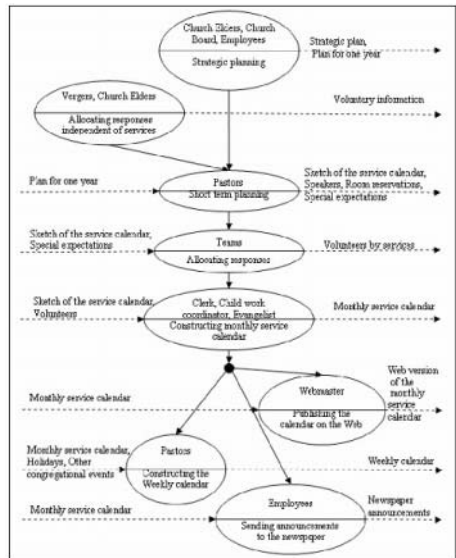 Church Elders, Church
Board, Employees
Strategic planning
Strategic plan,
Plan for one year
Vergers, Church Elders
Allocating responses
independent of services
Voluntary information
Plan for one year
Pastors
Short term planning
Sketch of the service calendar,
Speakers, Room reservations,
Special expectations
Sketch of the service calendar,
Special expectations
Teams
Allocating responses
Volunteers by services
Sketch of the service calendar,
Volunteers
Clerk, Child work
coordinator, Evangelist
Constructing monthly service
calendar
Monthly service calendar
Monthly service calendar
Webmaster
Publishing the
calendar on the Web
Web version
of the
monthly
service
calendar
Monthly service calendar,
Holidays, Other
congregational events
Pastors
Constructing the
Weekly calendar
Weekly calendar
Monthly service calendar
Employees
Sending announcements
to the newspaper
Newspaper
announcements